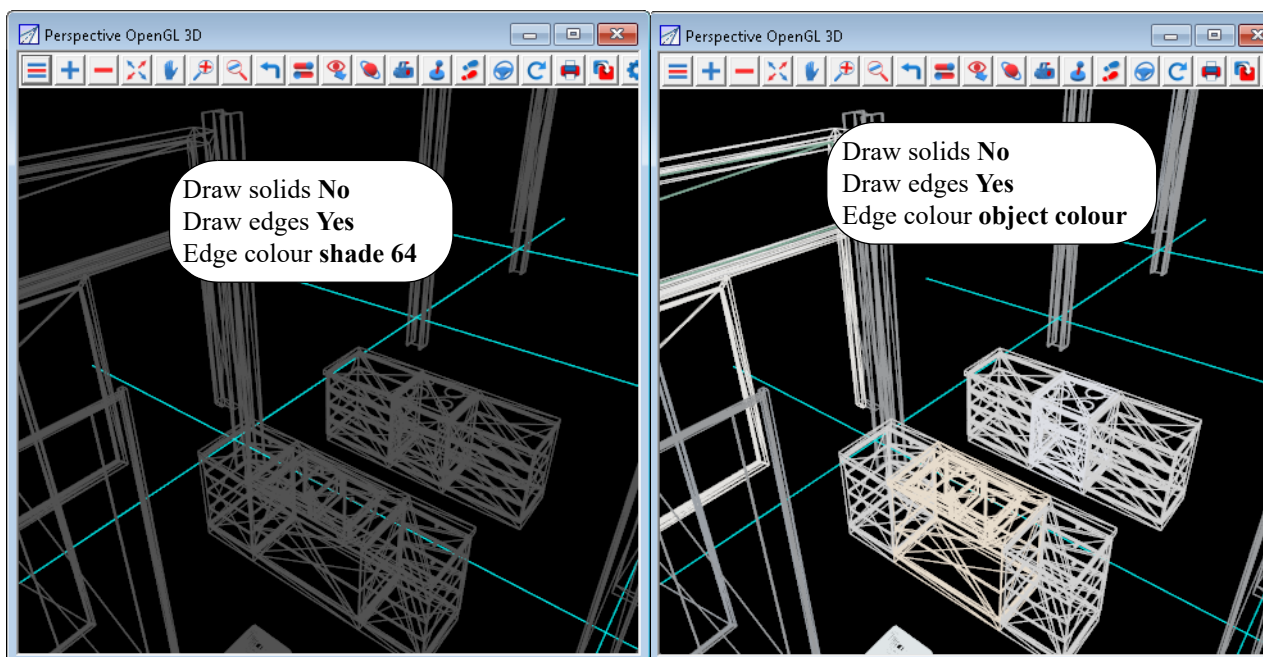 Perspective OpenGL 3D
Draw solids No
Draw edges Yes
Edge colour shade 64
Perspective OpenGL 3D
Draw solids No
Draw edges Yes
Edge colour object colour